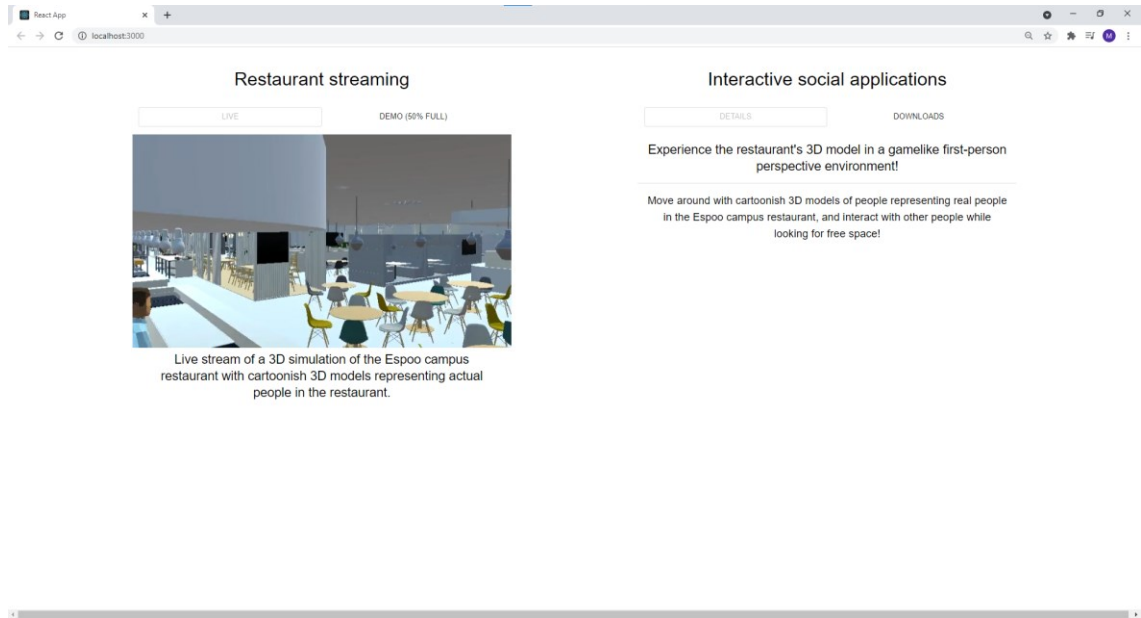 React App
localhost:3000
M
Restaurant streaming
LIVE
DEMO (50% FULL)
Live stream of a 3D simulation of the Espoo campus
restaurant with cartoonish 3D models representing actual
people in the restaurant.
Interactive social applications
DETAILS
DOWNLOADS
Experience the restaurant's 3D model in a gamelike first-person
perspective environment!
Move around with cartoonish 3D models of people representing real people
in the Espoo campus restaurant, and interact with other people while
looking for free space!